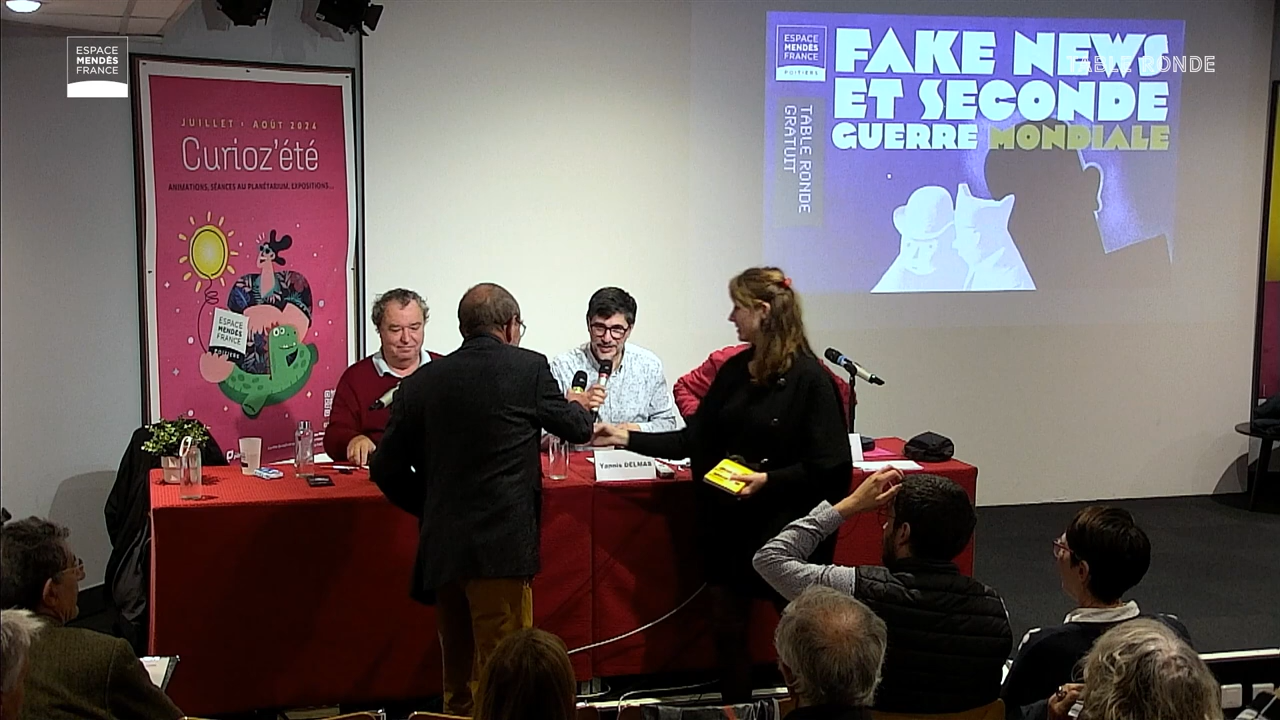 ESPACE
MENDÈS
FRANCE
JUILLET › AOÛT 2024
Curioz'été
ANIMATIONS, SÉANCES AU PLANÉTARIUM, EXPOSITIONS...
ESPACE
MENDÈS
FRANCE
POITIERS
ESPACE
MENDÈS
FRANCE
POITIERS
TABLE RONDE
GRATUIT
FAKE NEWS
ET SECONDE
GUERRE MONDIALE
TABLE RONDE
Yannis DELMAS